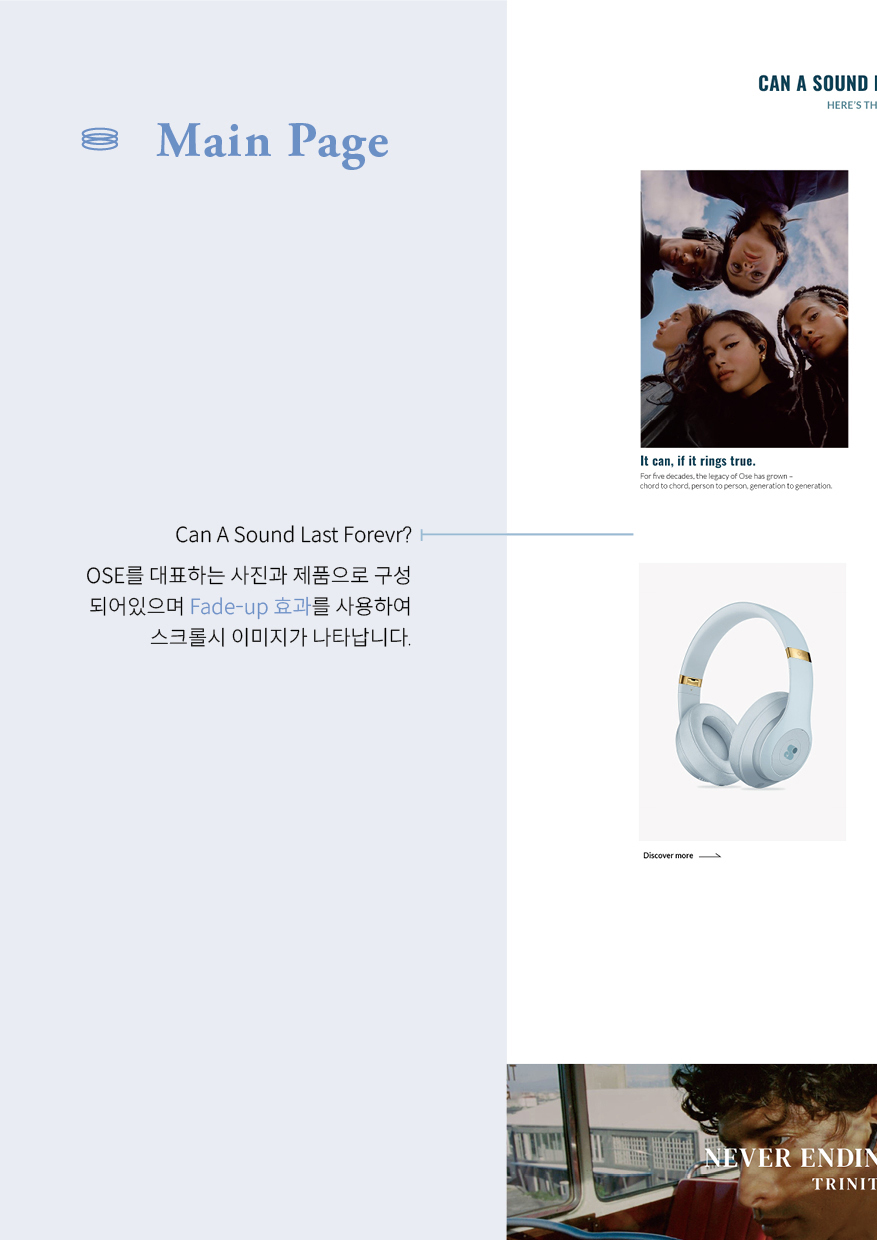 Main Page
Can A Sound Last Forevr?
OSE를 대표하는 사진과 제품으로 구성
되어있으며 Fade-up 효과를 사용하여
스크롤시 이미지가 나타납니다.
CAN A SOUND
HERE'S TH
It can, if it rings true.
For five decades, the legacy of Ose has grown –
chord to chord, person to person, generation to generation.
Discover more
NEVER ENDIN
TRINIT